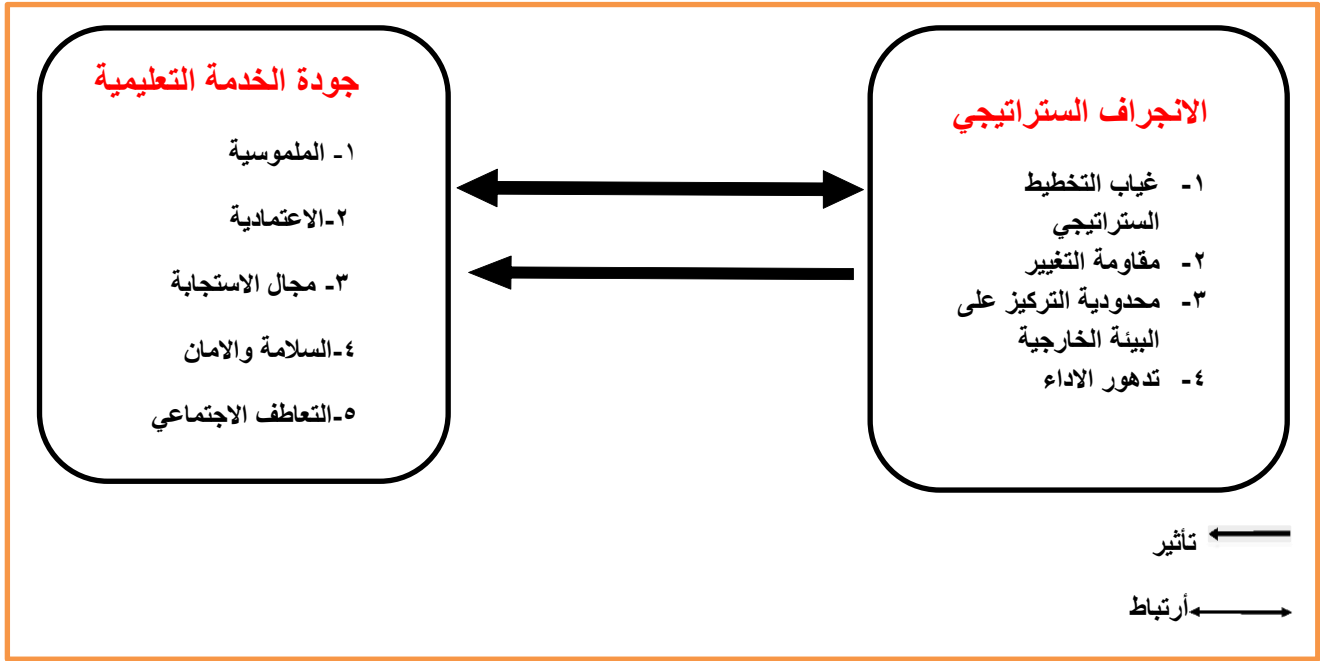 الانجراف الستراتيجي
١- غياب التخطيط
الستراتيجي
٢- مقاومة التغيير
٣- محدودية التركيز على
البيئة الخارجية
٤- تدهور الاداء
جودة الخدمة التعليمية
١- الملموسية
٢-الاعتمادية
٣- مجال الاستجابة
٤-السلامة والامان
٥-التعاطف الاجتماعي
تأثير
أرتباط